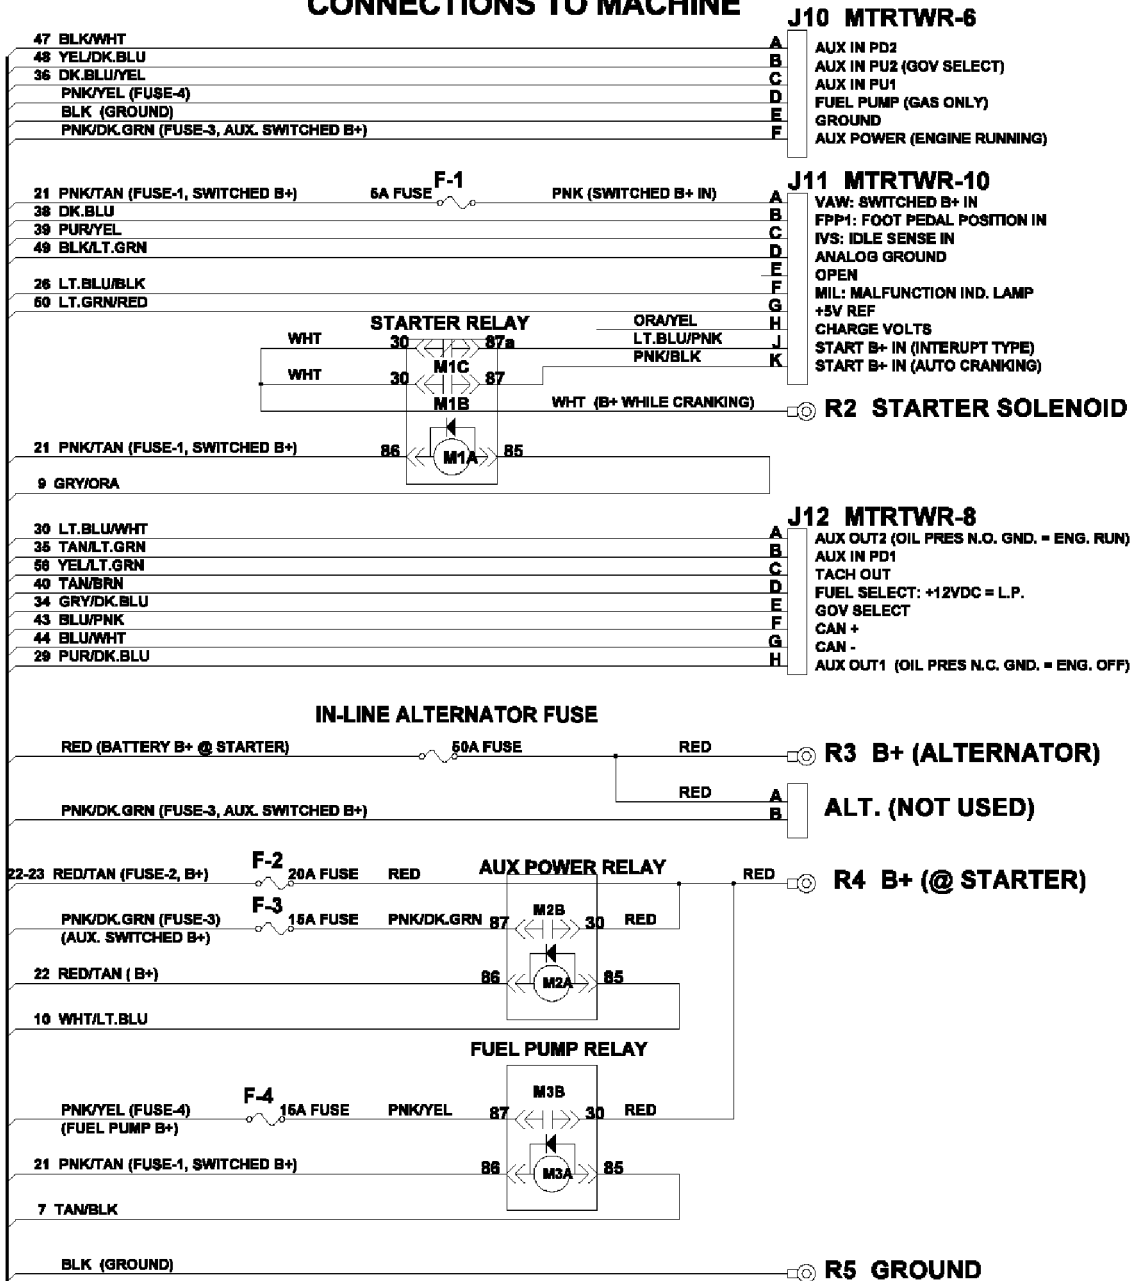 CONNECTIONS TO MACHINE
J10 MTRTWR-6
47 BLK/WHT A AUX IN PD2
48 YEL/DK.BLU B AUX IN PU2 (GOV SELECT)
36 DK.BLU/YEL C AUX IN PU1
PNK/YEL (FUSE-4) D FUEL PUMP (GAS ONLY)
BLK (GROUND) E GROUND
PNK/DK.GRN (FUSE-3, AUX. SWITCHED B+) F AUX POWER (ENGINE RUNNING)
J11 MTRTWR-10
F-1
21 PNK/TAN (FUSE-1, SWITCHED B+) 5A FUSE PNK (SWITCHED B+ IN) A VAW: SWITCHED B+ IN
38 DK.BLU B FPP1: FOOT PEDAL POSITION IN
39 PUR/YEL C IVS: IDLE SENSE IN
49 BLK/LT.GRN D ANALOG GROUND
E OPEN
26 LT.BLU/BLK F MIL: MALFUNCTION IND. LAMP
50 LT.GRN/RED G +5V REF
STARTER RELAY ORA/YEL H CHARGE VOLTS
WHT 30 87a LT.BLU/PNK J START B+ IN (INTERUPT TYPE)
M1C PNK/BLK K START B+ IN (AUTO CRANKING)
WHT 30 87
M1B WHT (B+ WHILE CRANKING) R2 STARTER SOLENOID
21 PNK/TAN (FUSE-1, SWITCHED B+) 86 M1A 85
9 GRY/ORA
J12 MTRTWR-8
30 LT.BLU/WHT A AUX OUT2 (OIL PRES N.O. GND. = ENG. RUN)
35 TAN/LT.GRN B AUX IN PD1
56 YEL/LT.GRN C TACH OUT
40 TAN/BRN D FUEL SELECT: +12VDC = L.P.
34 GRY/DK.BLU E GOV SELECT
43 BLU/PNK F CAN +
44 BLU/WHT G CAN -
29 PUR/DK.BLU H AUX OUT1 (OIL PRES N.C. GND. = ENG. OFF)
IN-LINE ALTERNATOR FUSE
RED (BATTERY B+ @ STARTER) 50A FUSE RED R3 B+ (ALTERNATOR)
RED A
PNK/DK.GRN (FUSE-3, AUX. SWITCHED B+) B ALT. (NOT USED)
F-2 AUX POWER RELAY
22-23 RED/TAN (FUSE-2, B+) 20A FUSE RED RED R4 B+ (@ STARTER)
F-3 M2B
PNK/DK.GRN (FUSE-3) 15A FUSE PNK/DK.GRN 87 30 RED
(AUX. SWITCHED B+)
22 RED/TAN ( B+) 86 M2A 85
10 WHT/LT.BLU
FUEL PUMP RELAY
F-4 M3B
PNK/YEL (FUSE-4) 15A FUSE PNK/YEL 87 30 RED
(FUEL PUMP B+)
21 PNK/TAN (FUSE-1, SWITCHED B+) 86 M3A 85
7 TAN/BLK
BLK (GROUND) R5 GROUND